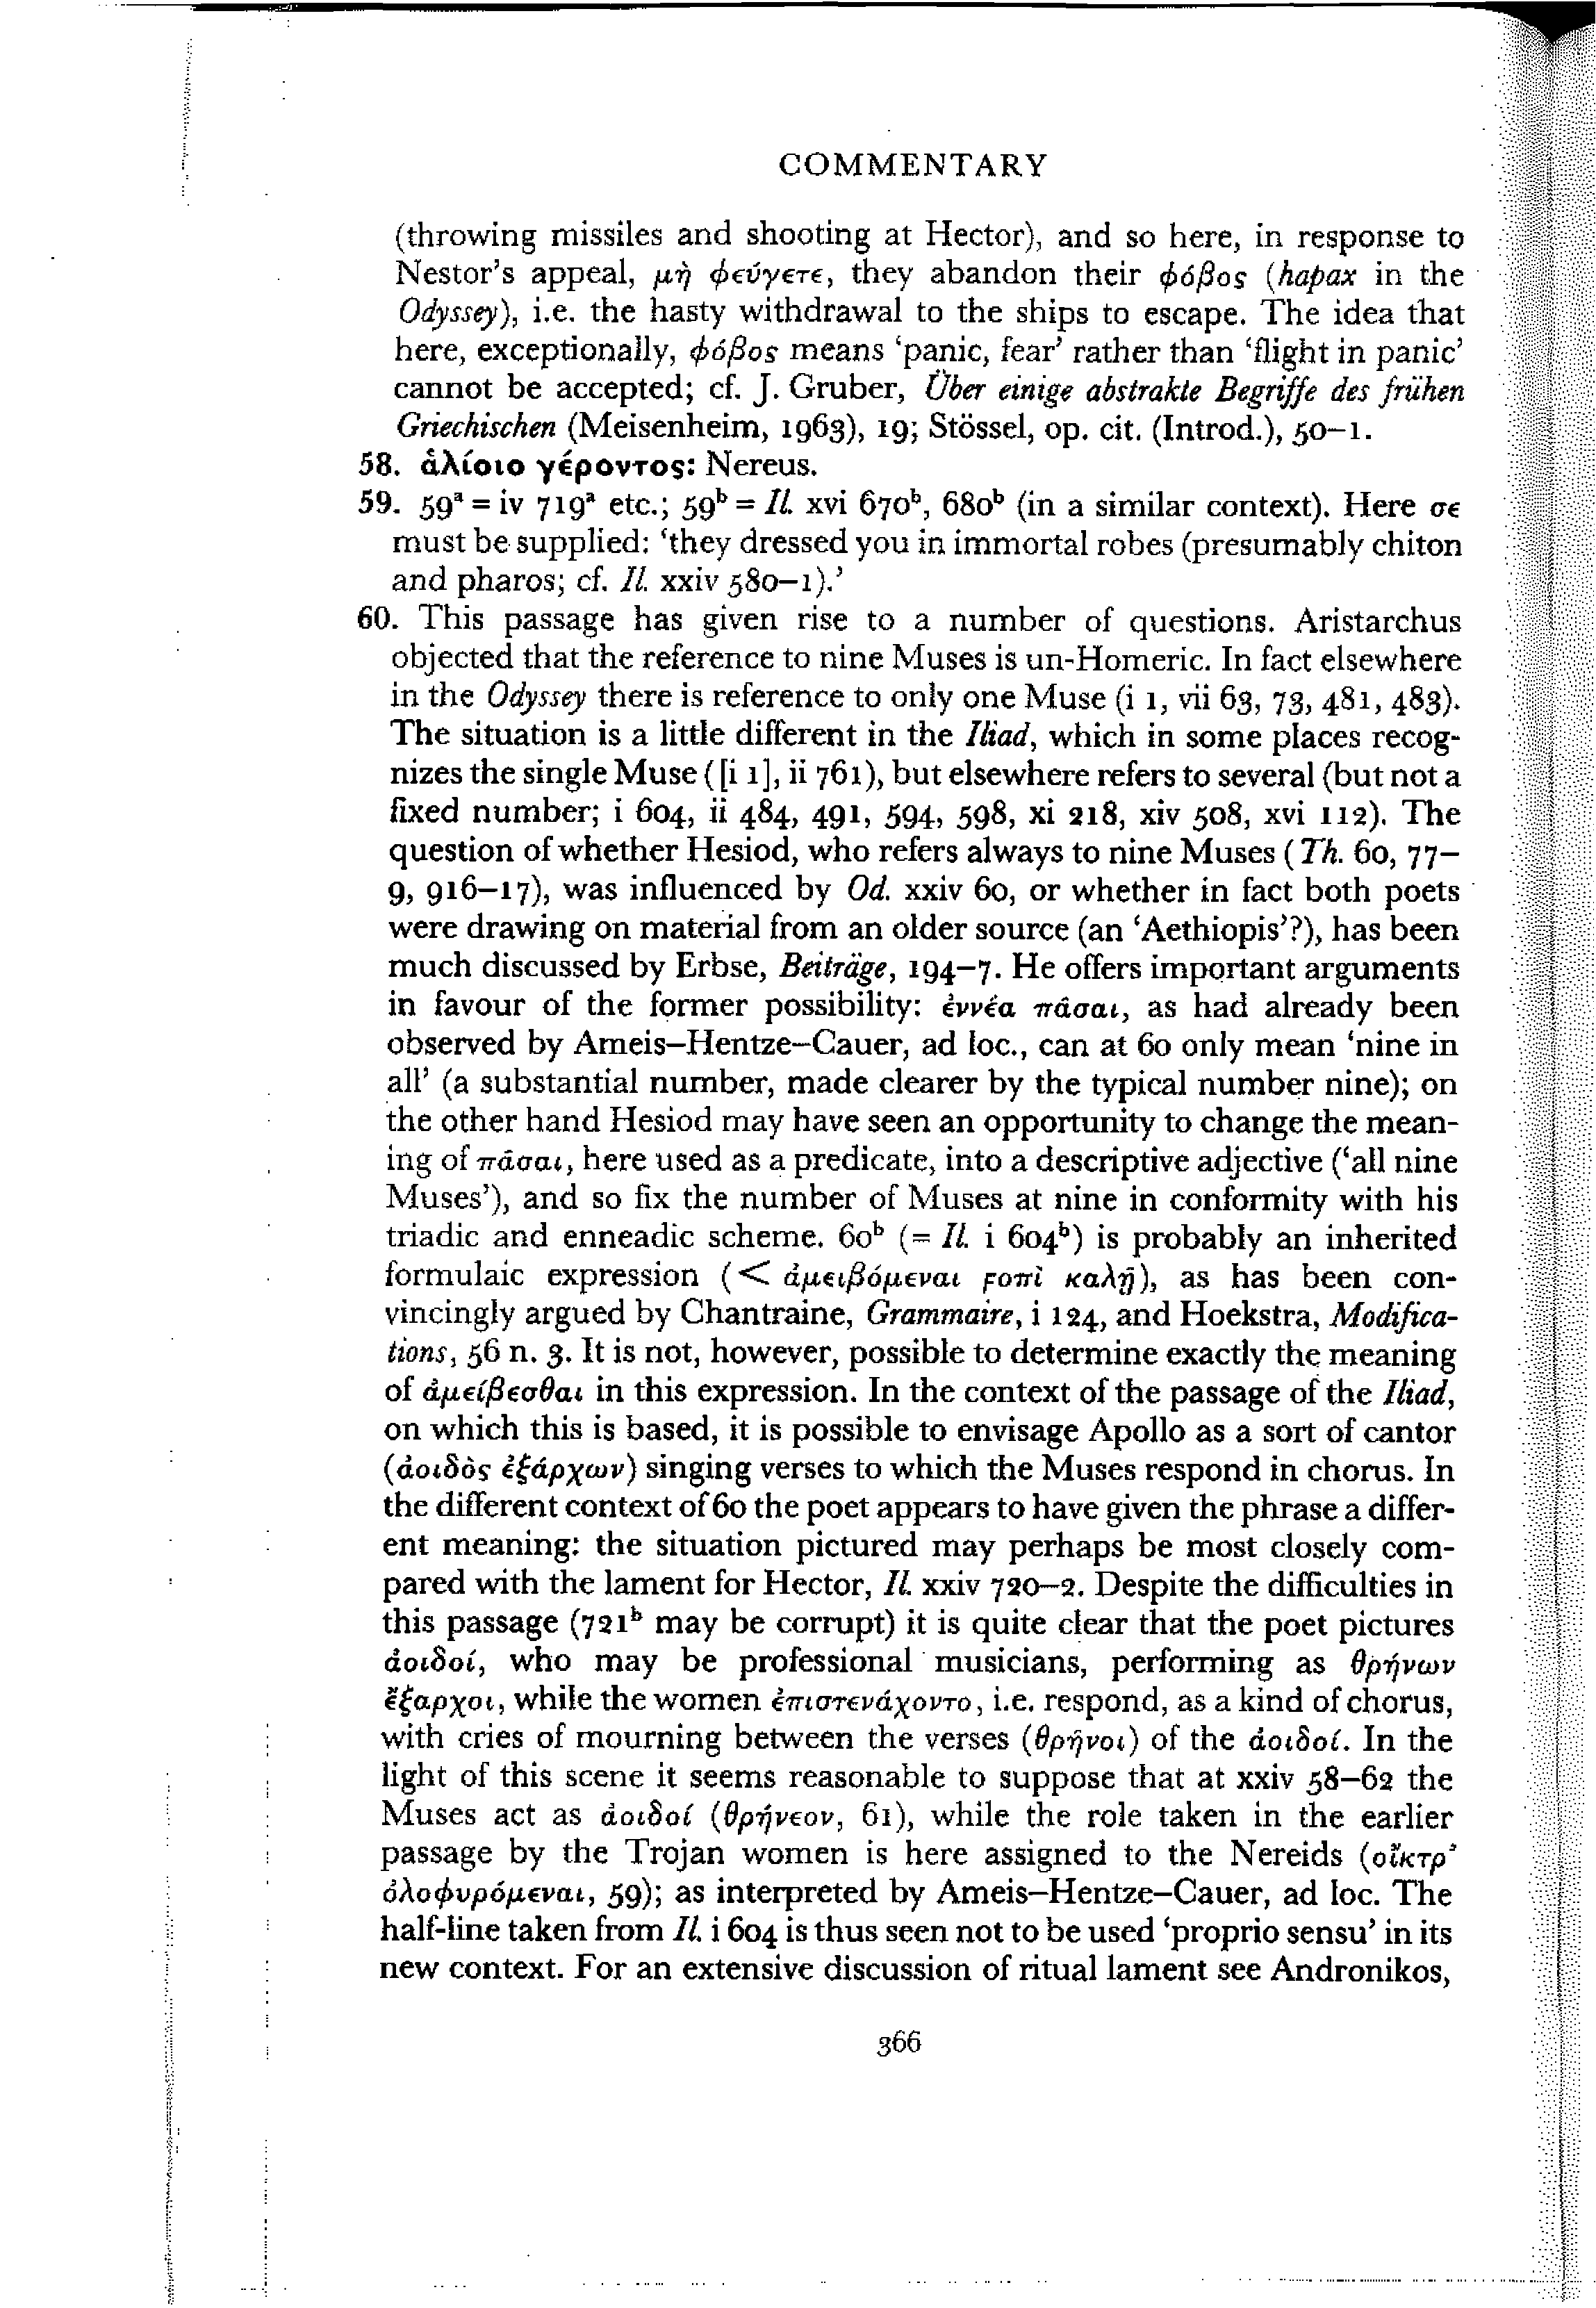 COMMENTARY
(throwing missiles and shooting at Hector), and so here, in response to
Nestor's appeal, μὴ φεύγετε, they abandon their φόβος (hapax in the
Odyssey), i.e. the hasty withdrawal to the ships to escape. The idea that
here, exceptionally, φόβος means ‘panic, fear’ rather than ‘flight in panic’
cannot be accepted; cf. J. Gruber, Über einige abstrakte Begriffe des frühen
Griechischen (Meisenheim, 1963), 19; Stössel, op. cit. (Introd.), 50–1.
58. ἁλίοιο γέροντος: Nereus.
59. 59ᵃ = iv 719ᵃ etc.; 59ᵇ = Il. xvi 670ᵇ, 680ᵇ (in a similar context). Here σε
must be supplied: ‘they dressed you in immortal robes (presumably chiton
and pharos; cf. Il. xxiv 580–1).’
60. This passage has given rise to a number of questions. Aristarchus
objected that the reference to nine Muses is un-Homeric. In fact elsewhere
in the Odyssey there is reference to only one Muse (i 1, vii 63, 73, 481, 483).
The situation is a little different in the Iliad, which in some places recog-
nizes the single Muse ([i 1], ii 761), but elsewhere refers to several (but not a
fixed number; i 604, ii 484, 491, 594, 598, xi 218, xiv 508, xvi 112). The
question of whether Hesiod, who refers always to nine Muses (Th. 60, 77–
9, 916–17), was influenced by Od. xxiv 60, or whether in fact both poets
were drawing on material from an older source (an ‘Aethiopis’?), has been
much discussed by Erbse, Beiträge, 194–7. He offers important arguments
in favour of the former possibility: ἐννέα πᾶσαι, as had already been
observed by Ameis–Hentze–Cauer, ad loc., can at 60 only mean ‘nine in
all’ (a substantial number, made clearer by the typical number nine); on
the other hand Hesiod may have seen an opportunity to change the mean-
ing of πᾶσαι, here used as a predicate, into a descriptive adjective (‘all nine
Muses’), and so fix the number of Muses at nine in conformity with his
triadic and enneadic scheme. 60ᵇ (= Il. i 604ᵇ) is probably an inherited
formulaic expression (< ἀμειβόμεναι ϝοπὶ καλῇ), as has been con-
vincingly argued by Chantraine, Grammaire, i 124, and Hoekstra, Modifica-
tions, 56 n. 3. It is not, however, possible to determine exactly the meaning
of ἀμείβεσθαι in this expression. In the context of the passage of the Iliad,
on which this is based, it is possible to envisage Apollo as a sort of cantor
(ἀοιδὸς ἐξάρχων) singing verses to which the Muses respond in chorus. In
the different context of 60 the poet appears to have given the phrase a differ-
ent meaning: the situation pictured may perhaps be most closely com-
pared with the lament for Hector, Il. xxiv 720–2. Despite the difficulties in
this passage (721ᵇ may be corrupt) it is quite clear that the poet pictures
ἀοιδοί, who may be professional musicians, performing as θρήνων
ἔξαρχοι, while the women ἐπιστενάχοντο, i.e. respond, as a kind of chorus,
with cries of mourning between the verses (θρῆνοι) of the ἀοιδοί. In the
light of this scene it seems reasonable to suppose that at xxiv 58–62 the
Muses act as ἀοιδοί (θρήνεον, 61), while the role taken in the earlier
passage by the Trojan women is here assigned to the Nereids (οἴκτρ’
ὀλοφυρόμεναι, 59); as interpreted by Ameis–Hentze–Cauer, ad loc. The
half-line taken from Il. i 604 is thus seen not to be used ‘proprio sensu’ in its
new context. For an extensive discussion of ritual lament see Andronikos,
366